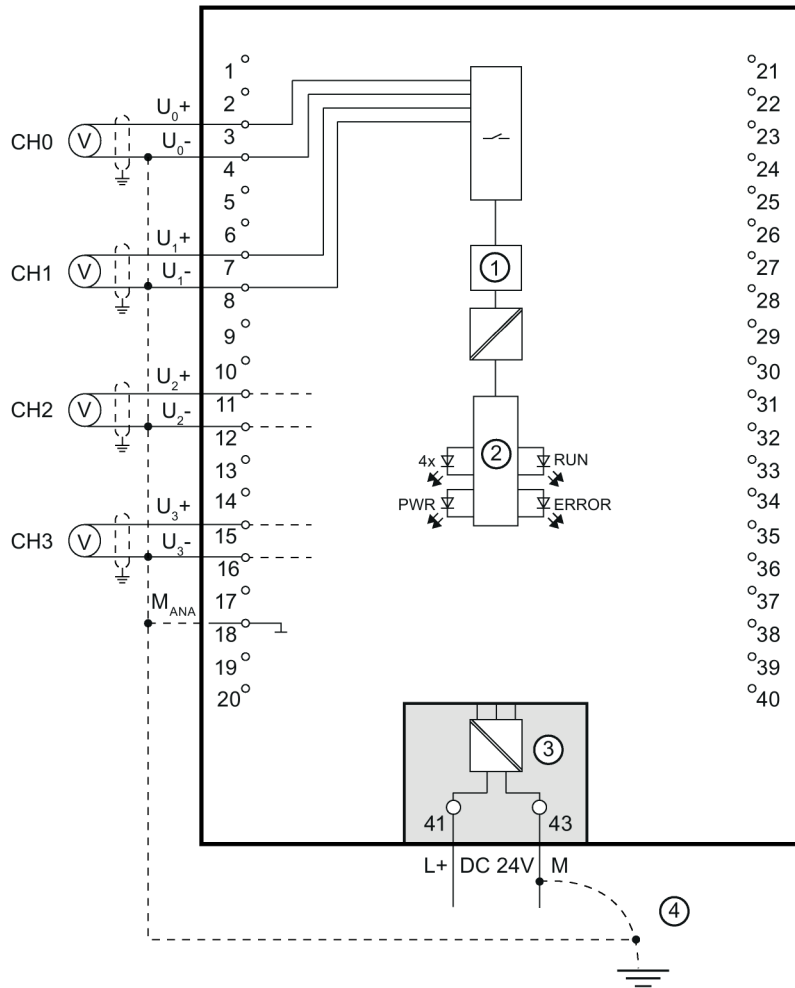 1 21
2 22
U0+
CH0 V 3 23
U0-
4 24
5 25
6 26
U1+
CH1 V 7 27
U1-
8 28
1
9 29
10 30
U2+
CH2 V 11 31
U2-
12 32
2
4x RUN
13 33
14 34
PWR ERROR
U3+
CH3 V 15 35
U3-
16 36
17 37
MANA
18 38
19 39
20 40
3
41 43
L+ DC 24V M
4